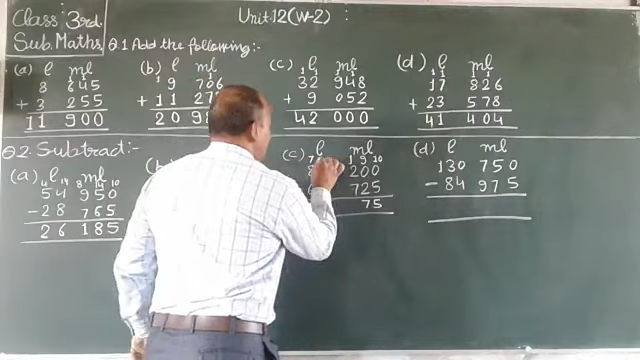 Class: 3rd.
Sub. Maths,
Unit 12 (W-2) :
Q.1 Add the following:-
(a) l ml
8 645
+ 3 255
11 900
(b) l ml
1 9 706
+ 11 27
20 98
(c) l ml
32 948
+ 9 052
42 000
(d) l ml
17 826
+ 23 578
41 404
Q.2 Subtract:-
(a) l ml
54 950
- 28 765
26 185
(b)
(c) l ml
200
725
75
(d) l ml
130 750
- 84 975